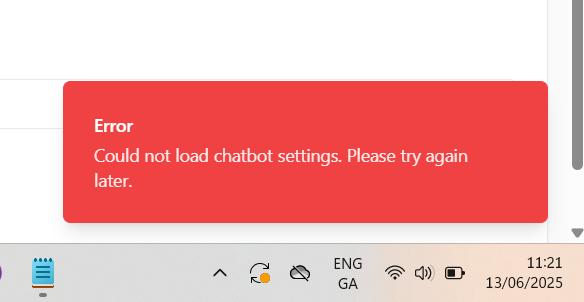 Error
Could not load chatbot settings. Please try again
later.
ENG
GA
11:21
13/06/2025